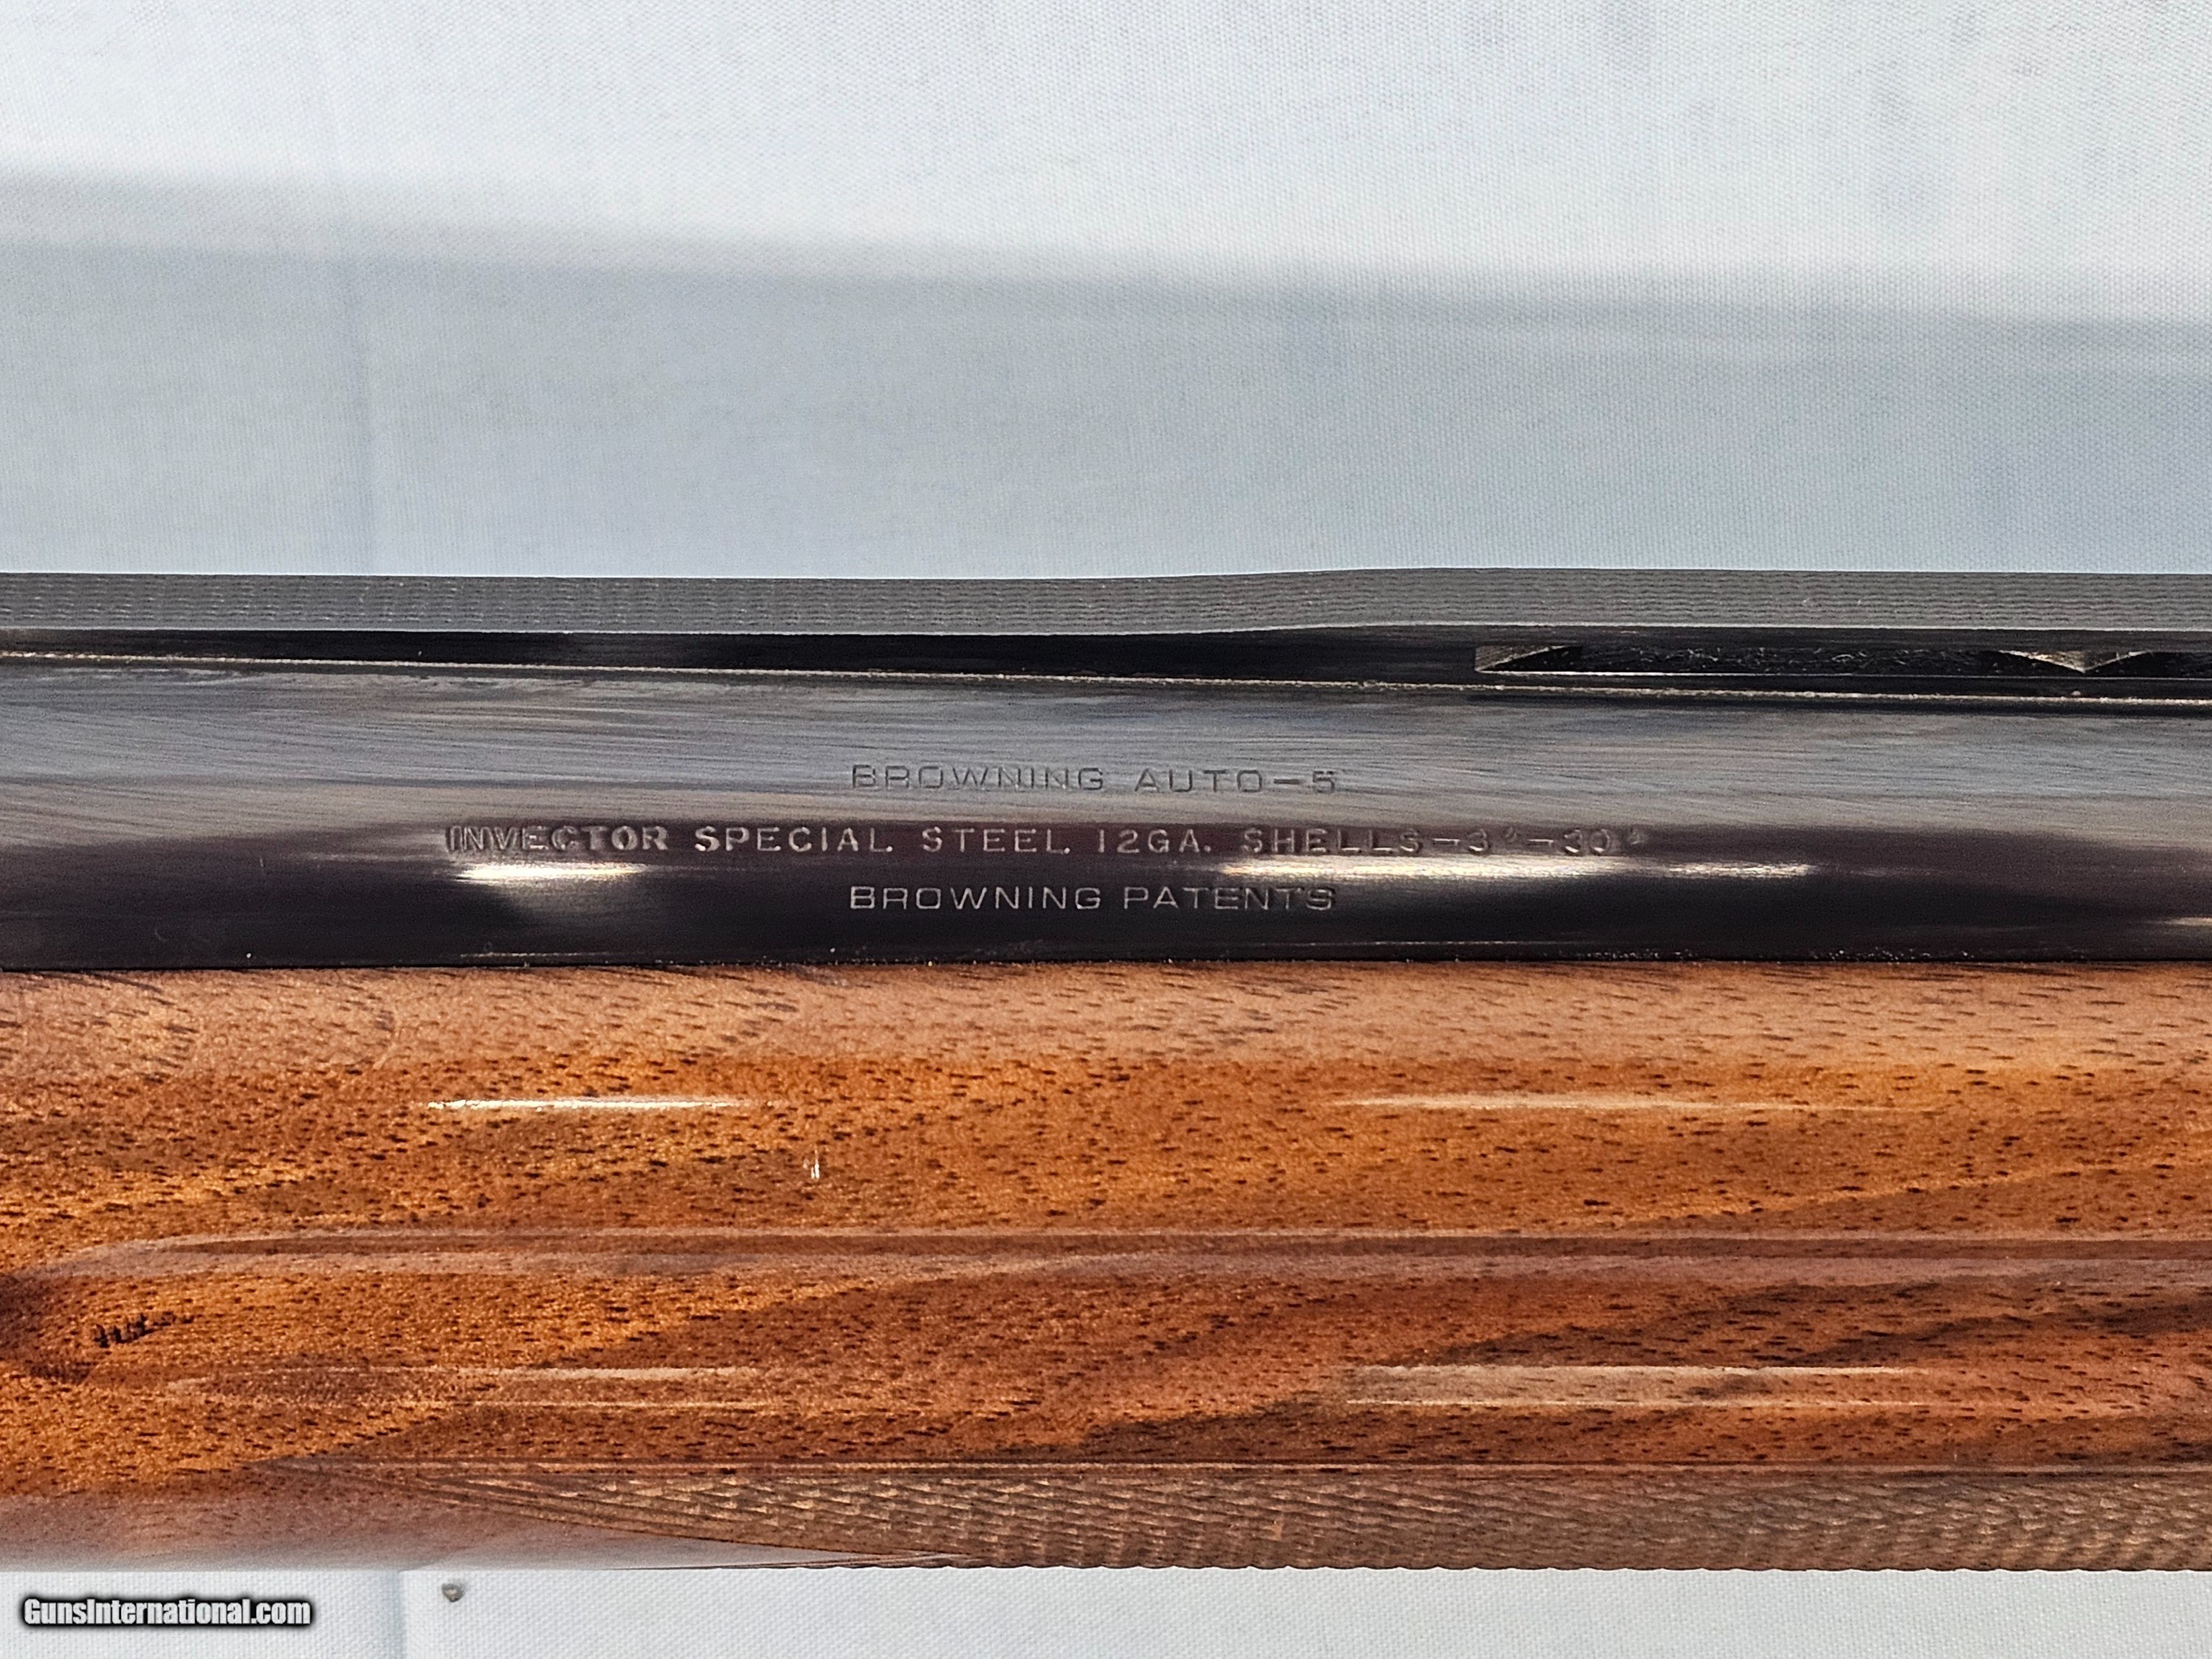 BROWNING AUTO-5
INVECTOR SPECIAL STEEL 12GA. SHELLS-3"-30"
BROWNING PATENTS
GunsInternational.com